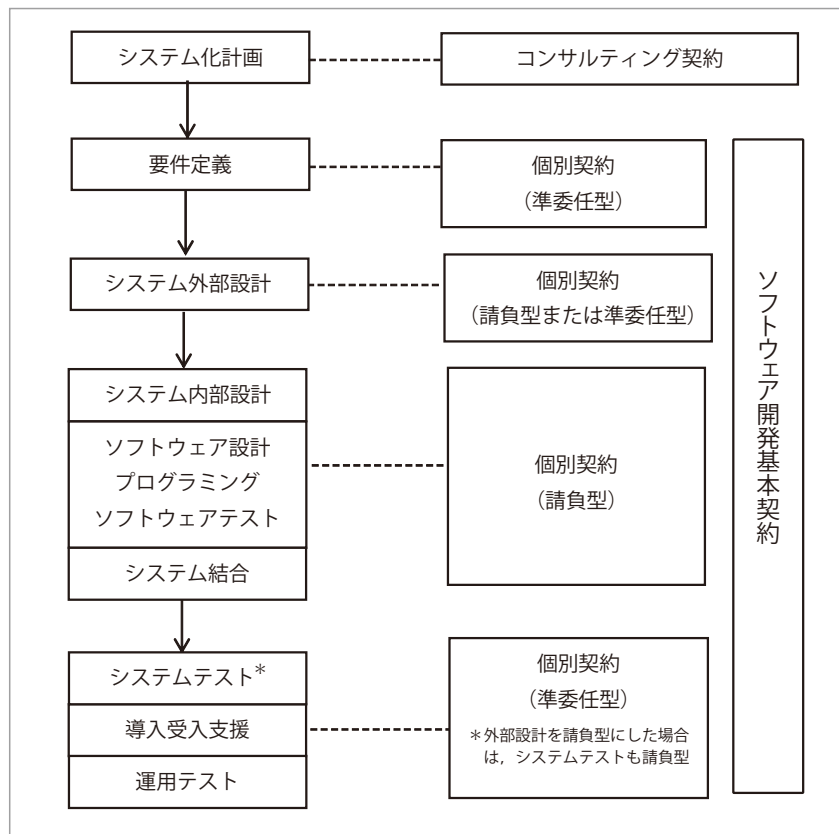 システム化計画
コンサルティング契約
要件定義
個別契約
（準委任型）
システム外部設計
個別契約
（請負型または準委任型）
システム内部設計
ソフトウェア設計
プログラミング
ソフトウェアテスト
システム結合
個別契約
（請負型）
システムテスト＊
導入受入支援
運用テスト
個別契約
（準委任型）
＊外部設計を請負型にした場合
は，システムテストも請負型
ソフトウェア開発基本契約